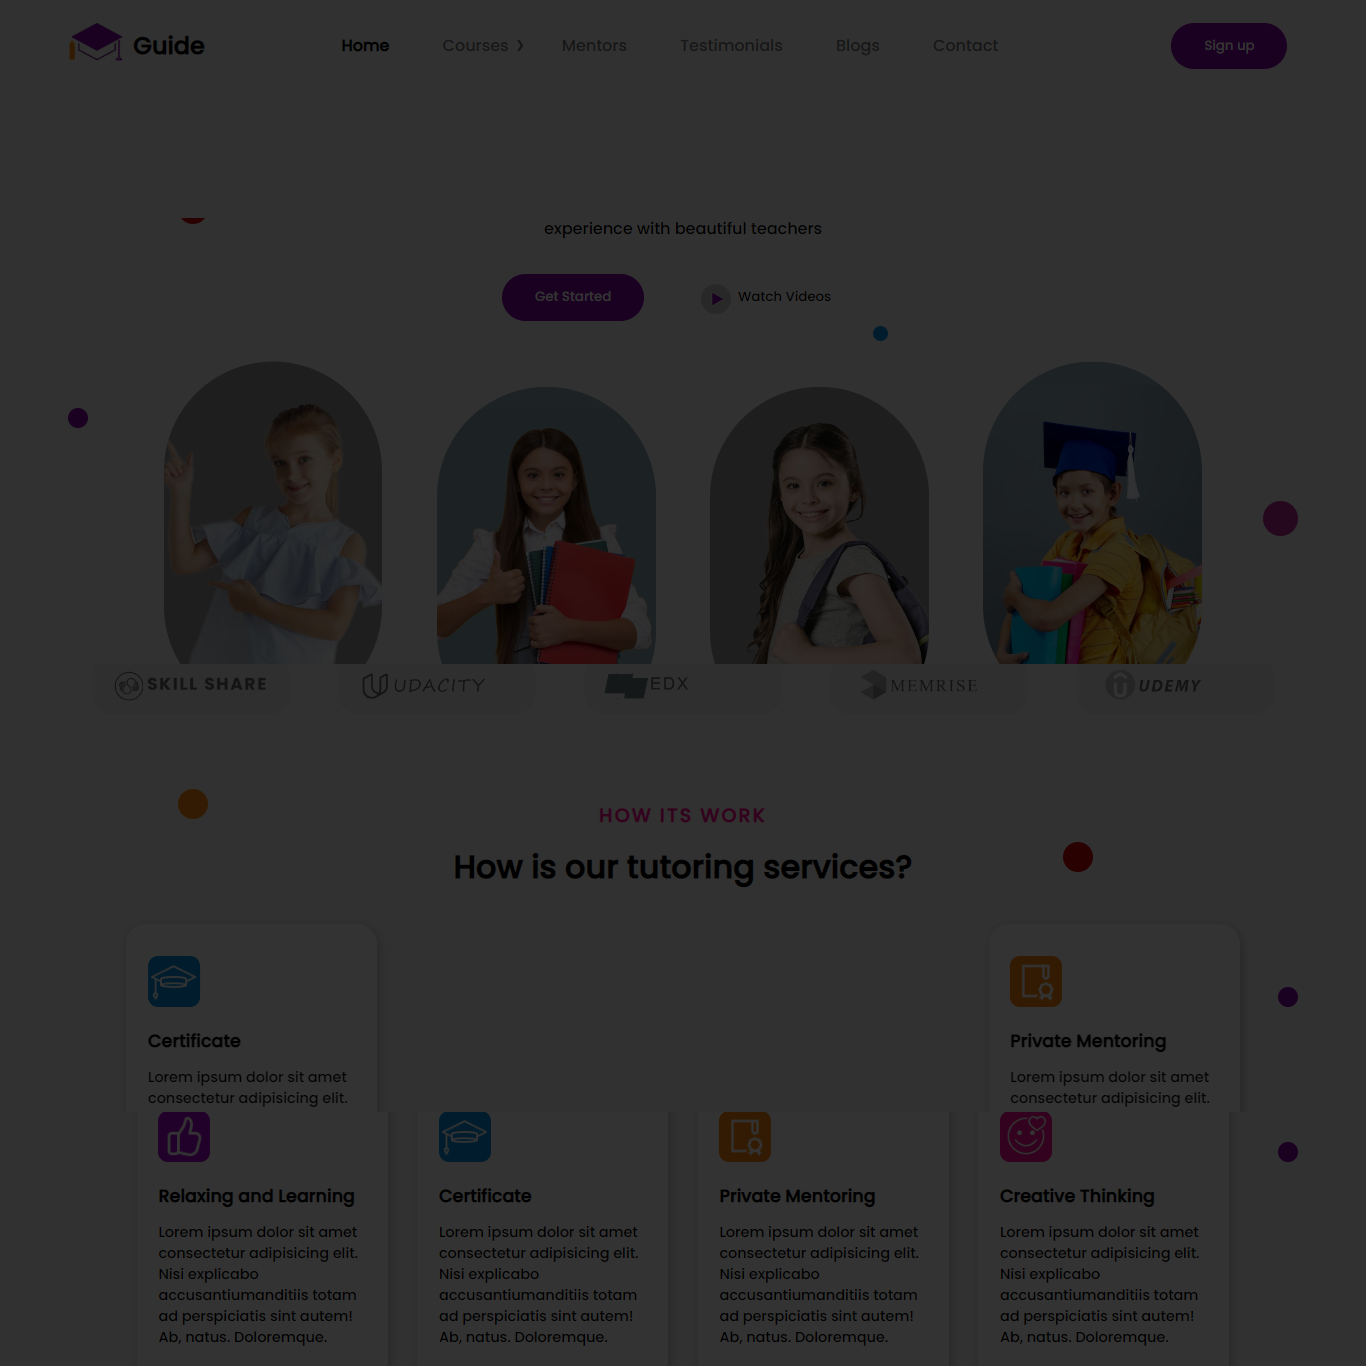 Guide
Home
Courses
Mentors
Testimonials
Blogs
Contact
Sign up
experience with beautiful teachers
Get Started
Watch Videos
SKILL SHARE
UDACITY
EDX
MEMRISE
UDEMY
HOW ITS WORK
How is our tutoring services?
Certificate
Lorem ipsum dolor sit amet
consectetur adipisicing elit.
Private Mentoring
Lorem ipsum dolor sit amet
consectetur adipisicing elit.
Relaxing and Learning
Lorem ipsum dolor sit amet
consectetur adipisicing elit.
Nisi explicabo
accusantiumanditiis totam
ad perspiciatis sint autem!
Ab, natus. Doloremque.
Certificate
Lorem ipsum dolor sit amet
consectetur adipisicing elit.
Nisi explicabo
accusantiumanditiis totam
ad perspiciatis sint autem!
Ab, natus. Doloremque.
Private Mentoring
Lorem ipsum dolor sit amet
consectetur adipisicing elit.
Nisi explicabo
accusantiumanditiis totam
ad perspiciatis sint autem!
Ab, natus. Doloremque.
Creative Thinking
Lorem ipsum dolor sit amet
consectetur adipisicing elit.
Nisi explicabo
accusantiumanditiis totam
ad perspiciatis sint autem!
Ab, natus. Doloremque.